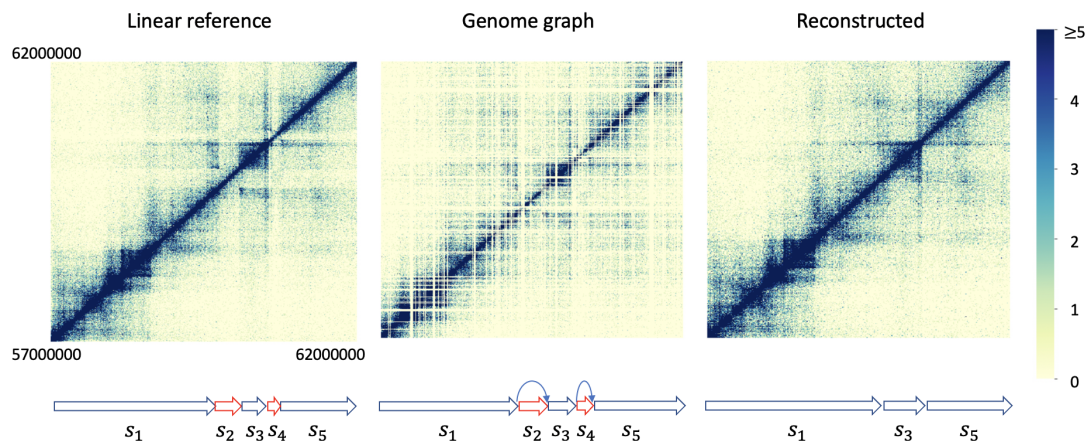 Linear reference
Genome graph
Reconstructed
62000000
57000000
62000000
≥5
4
3
2
1
0
s1 s2 s3 s4 s5
s1 s2 s3 s4 s5
s1 s3 s5